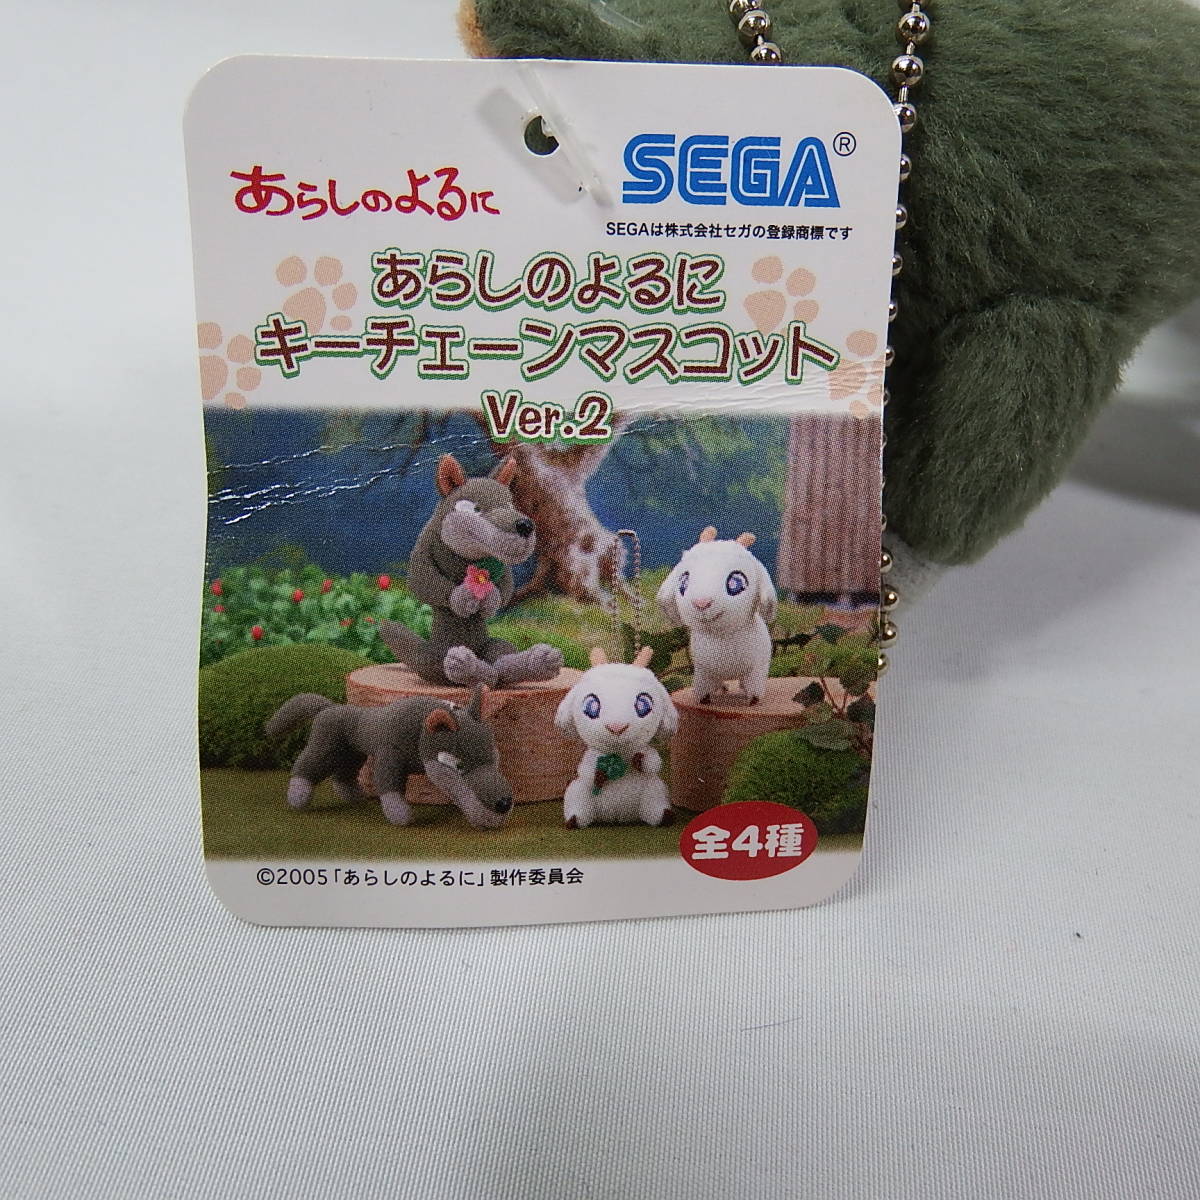 あらしのよるに
SEGA®
SEGAは株式会社セガの登録商標です
あらしのよるに
キーチェーンマスコット
Ver.2
全4種
©2005「あらしのよるに」製作委員会